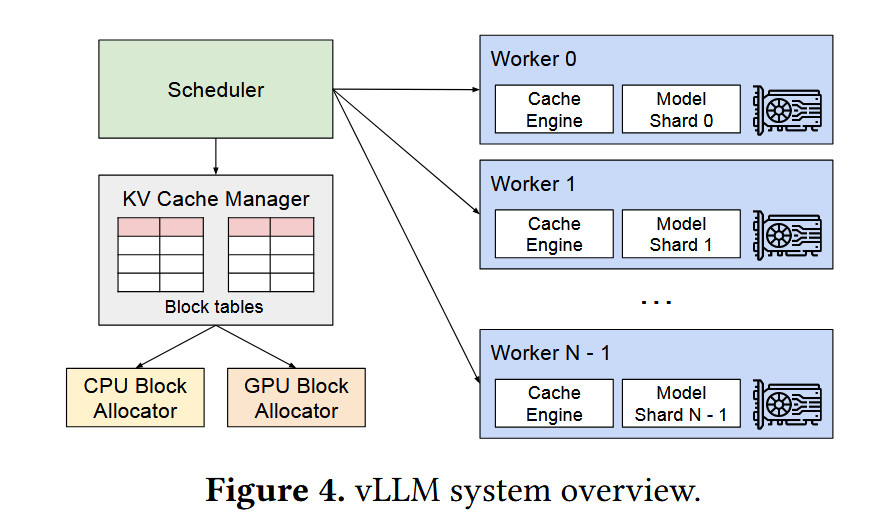 Scheduler
KV Cache Manager
Block tables
CPU Block
Allocator
GPU Block
Allocator
Worker 0
Cache
Engine
Model
Shard 0
Worker 1
Cache
Engine
Model
Shard 1
...
Worker N - 1
Cache
Engine
Model
Shard N - 1
Figure 4. vLLM system overview.